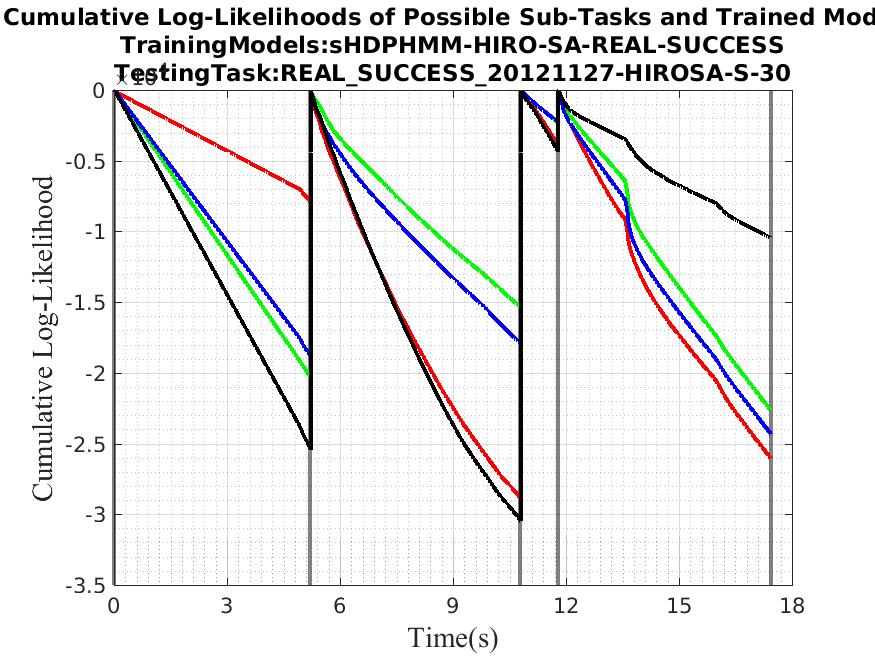 Cumulative Log-Likelihoods of Possible Sub-Tasks and Trained Mod
TrainingModels:sHDPHMM-HIRO-SA-REAL-SUCCESS
TestingTask:REAL_SUCCESS_20121127-HIROSA-S-30
0
-0.5
-1
-1.5
-2
-2.5
-3
-3.5
Cumulative Log-Likelihood
0 3 6 9 12 15 18
Time(s)